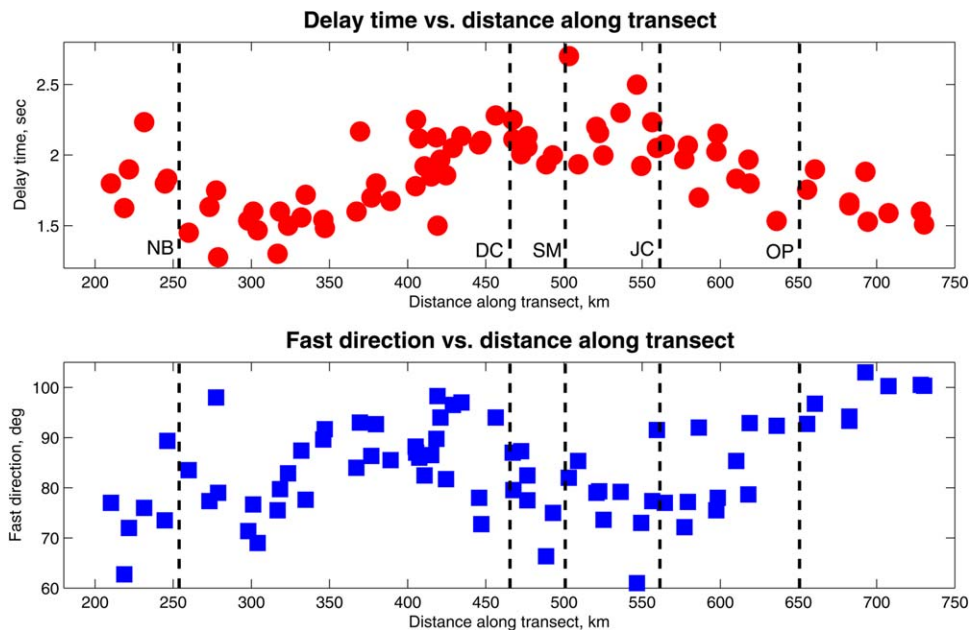 Delay time vs. distance along transect
Delay time, sec
2.5
2
1.5
NB
DC
SM
JC
OP
200 250 300 350 400 450 500 550 600 650 700 750
Distance along transect, km
Fast direction vs. distance along transect
Fast direction, deg
100
90
80
70
60
200 250 300 350 400 450 500 550 600 650 700 750
Distance along transect, km